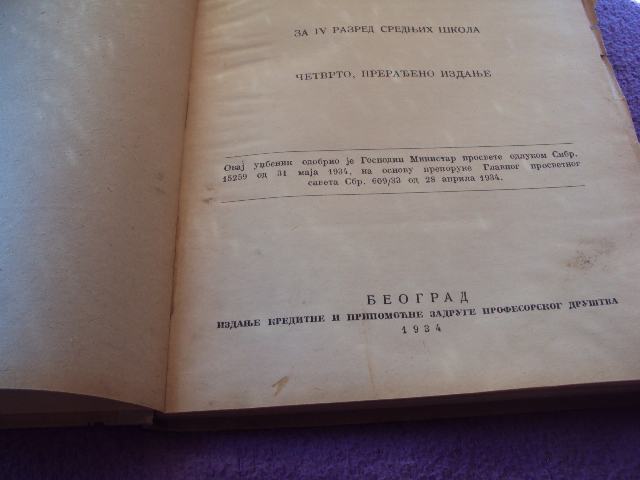 ЗА IV РАЗРЕД СРЕДЊИХ ШКОЛА
ЧЕТВРТО, ПРЕРАЂЕНО ИЗДАЊЕ
Овај уџбеник одобрио је Господин Министар просвете одлуком Снбр.
15259 од 31 маја 1934, на основу препоруке Главног просветног
савета Сбр. 609/33 од 28 априла 1934.
БЕОГРАД
ИЗДАЊЕ КРЕДИТНЕ И ПРИПОМОЋНЕ ЗАДРУГЕ ПРОФЕСОРСКОГ ДРУШТВА
1934